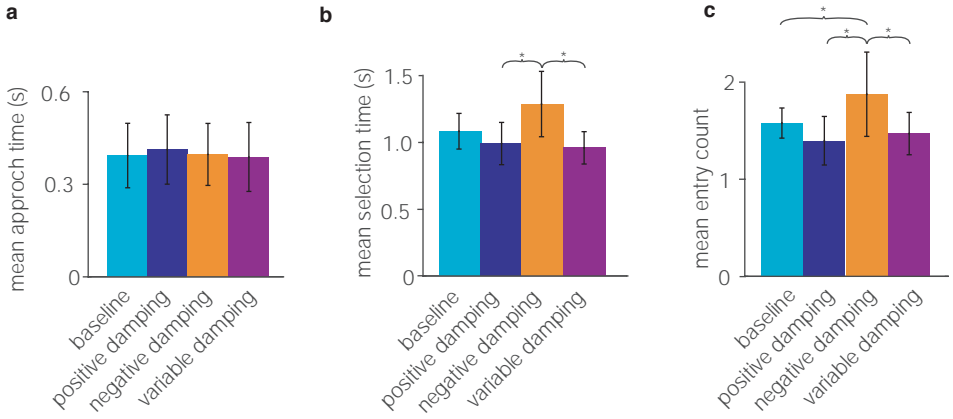 a
mean approch time (s)
0.6
0.3
0
baseline
positive damping
negative damping
variable damping
b
mean selection time (s)
1.5
1.0
0.5
0
* *
baseline
positive damping
negative damping
variable damping
c
mean entry count
2
1
0
*
* *
baseline
positive damping
negative damping
variable damping